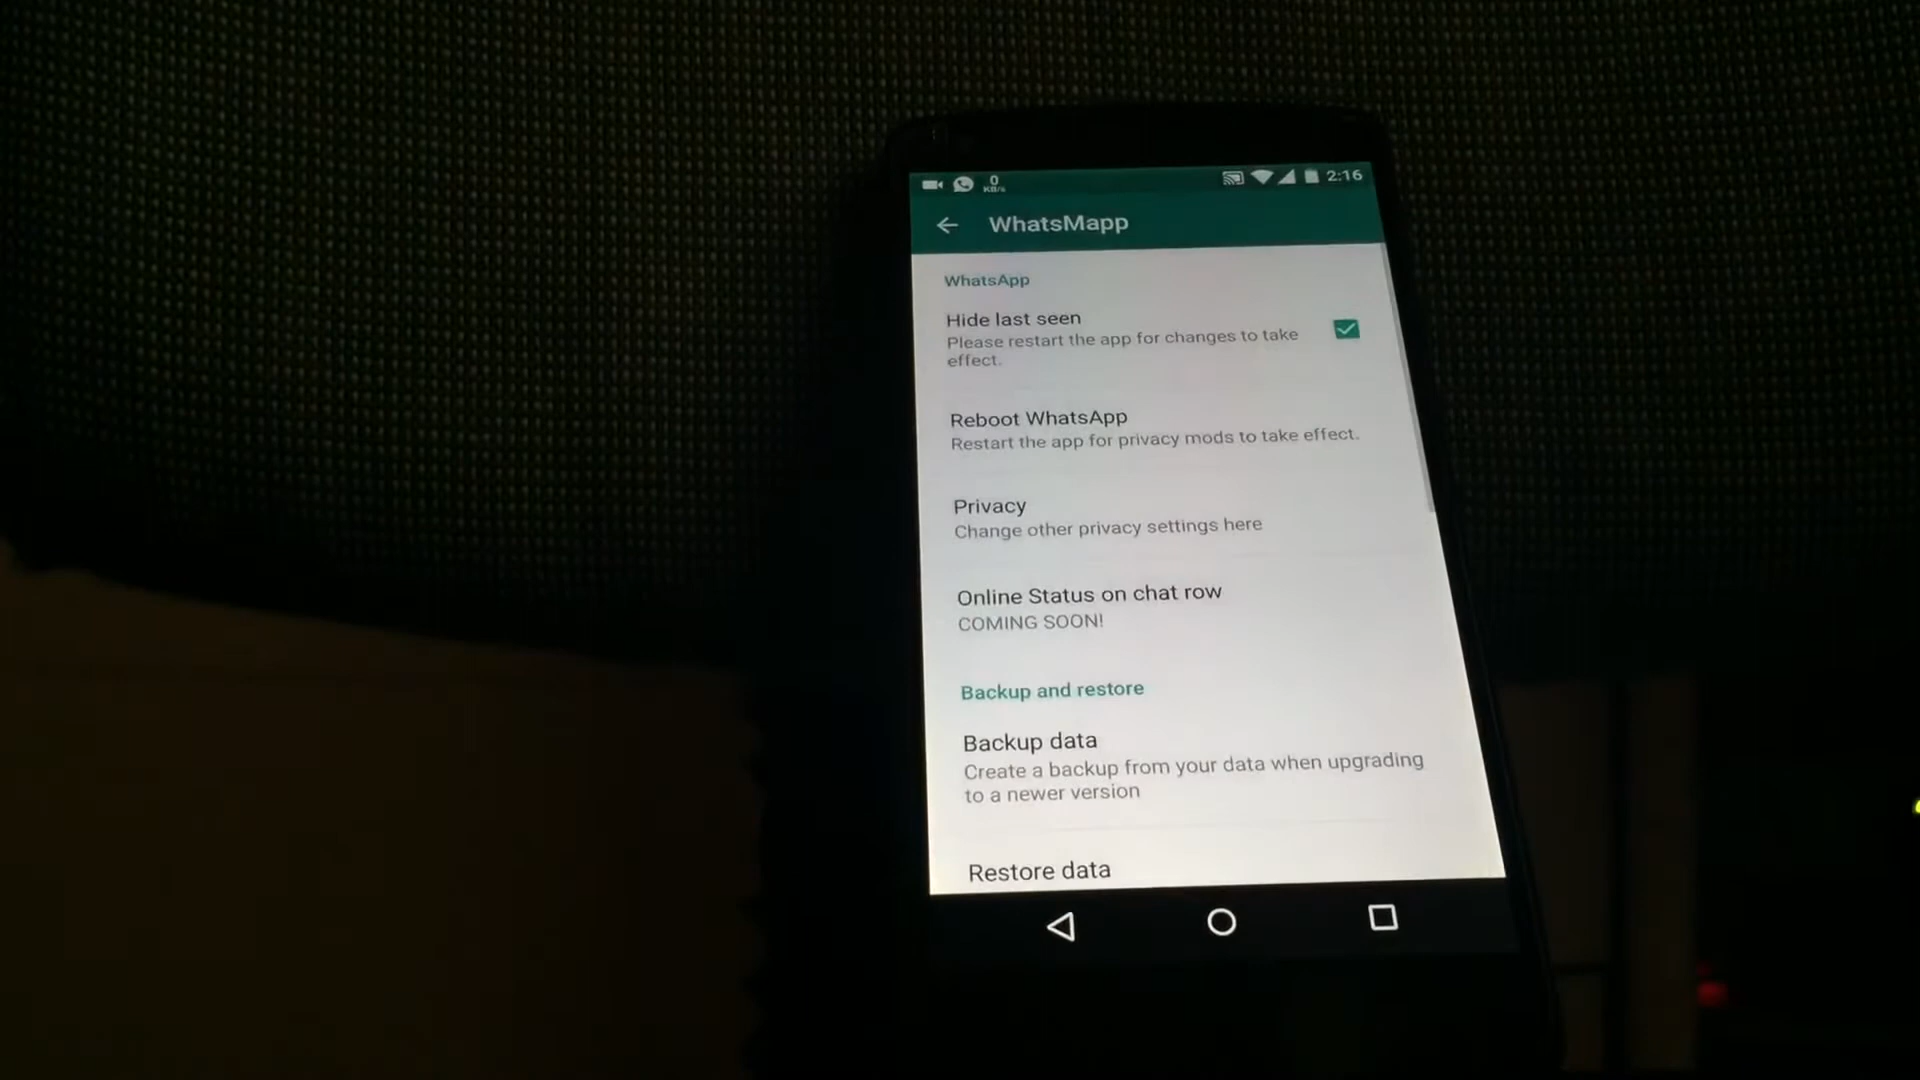 0
KB/s
2:16
WhatsMapp
WhatsApp
Hide last seen
Please restart the app for changes to take
effect.
Reboot WhatsApp
Restart the app for privacy mods to take effect.
Privacy
Change other privacy settings here
Online Status on chat row
COMING SOON!
Backup and restore
Backup data
Create a backup from your data when upgrading
to a newer version
Restore data